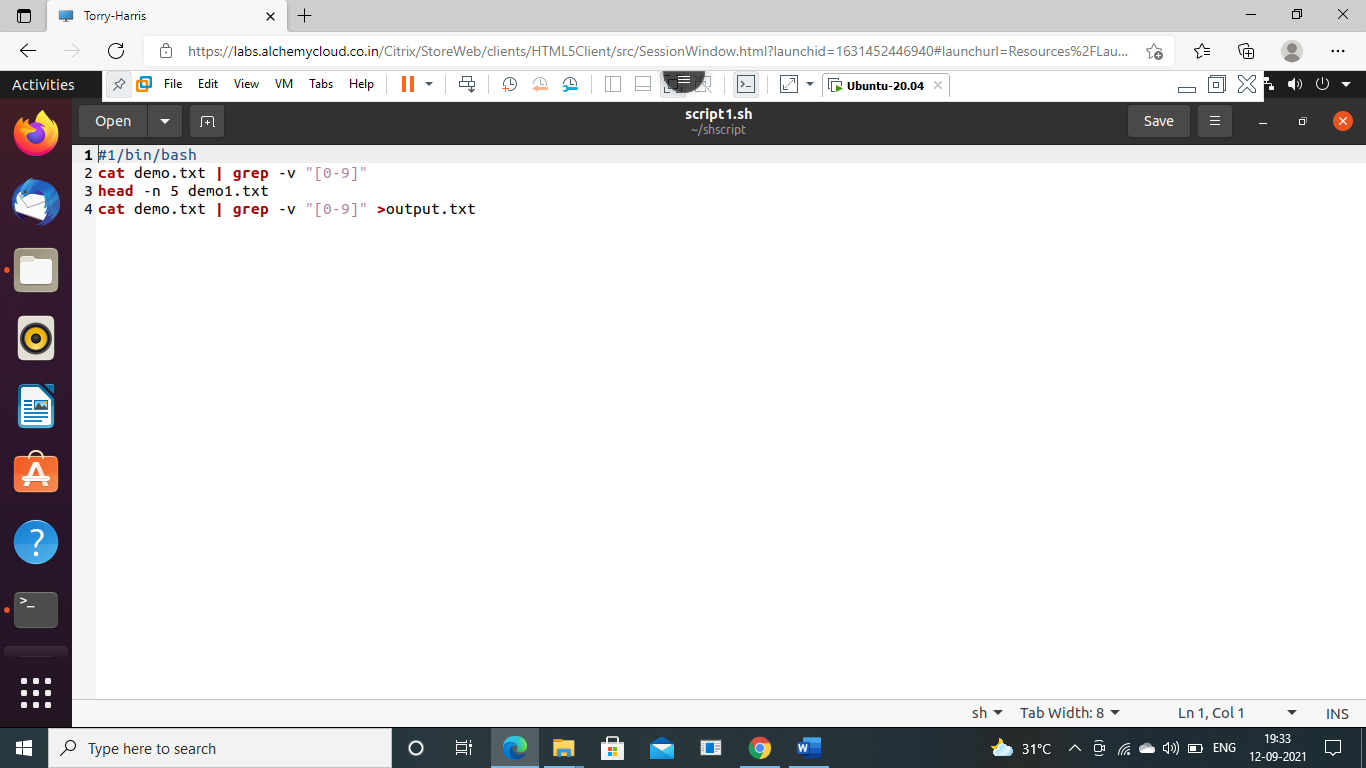 Torry-Harris
https://labs.alchemycloud.co.in/Citrix/StoreWeb/clients/HTML5Client/src/SessionWindow.html?launchid=1631452446940#launchurl=Resources%2FLau...
Activities
File Edit View VM Tabs Help
Ubuntu-20.04
Open
script1.sh
~/shscript
Save
1 #1/bin/bash
2 cat demo.txt | grep -v "[0-9]"
3 head -n 5 demo1.txt
4 cat demo.txt | grep -v "[0-9]" >output.txt
sh Tab Width: 8 Ln 1, Col 1 INS
Type here to search
31°C
ENG
19:33
12-09-2021